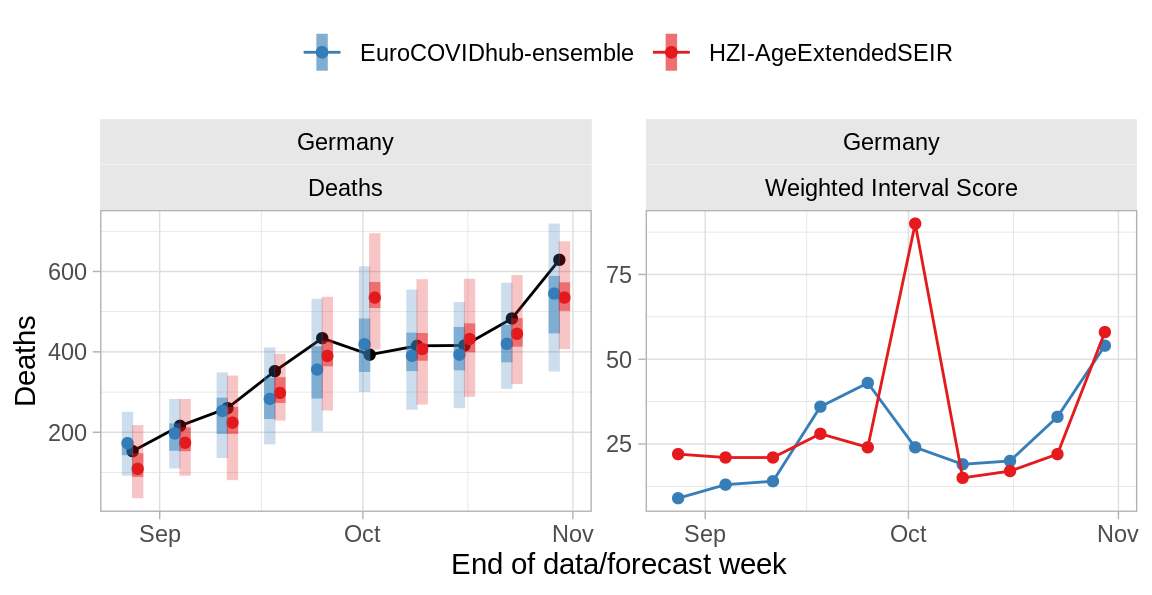 EuroCOVIDhub-ensemble HZI-AgeExtendedSEIR
Germany
Deaths
Germany
Weighted Interval Score
Deaths
600
400
200
75
50
25
Sep Oct Nov
Sep Oct Nov
End of data/forecast week